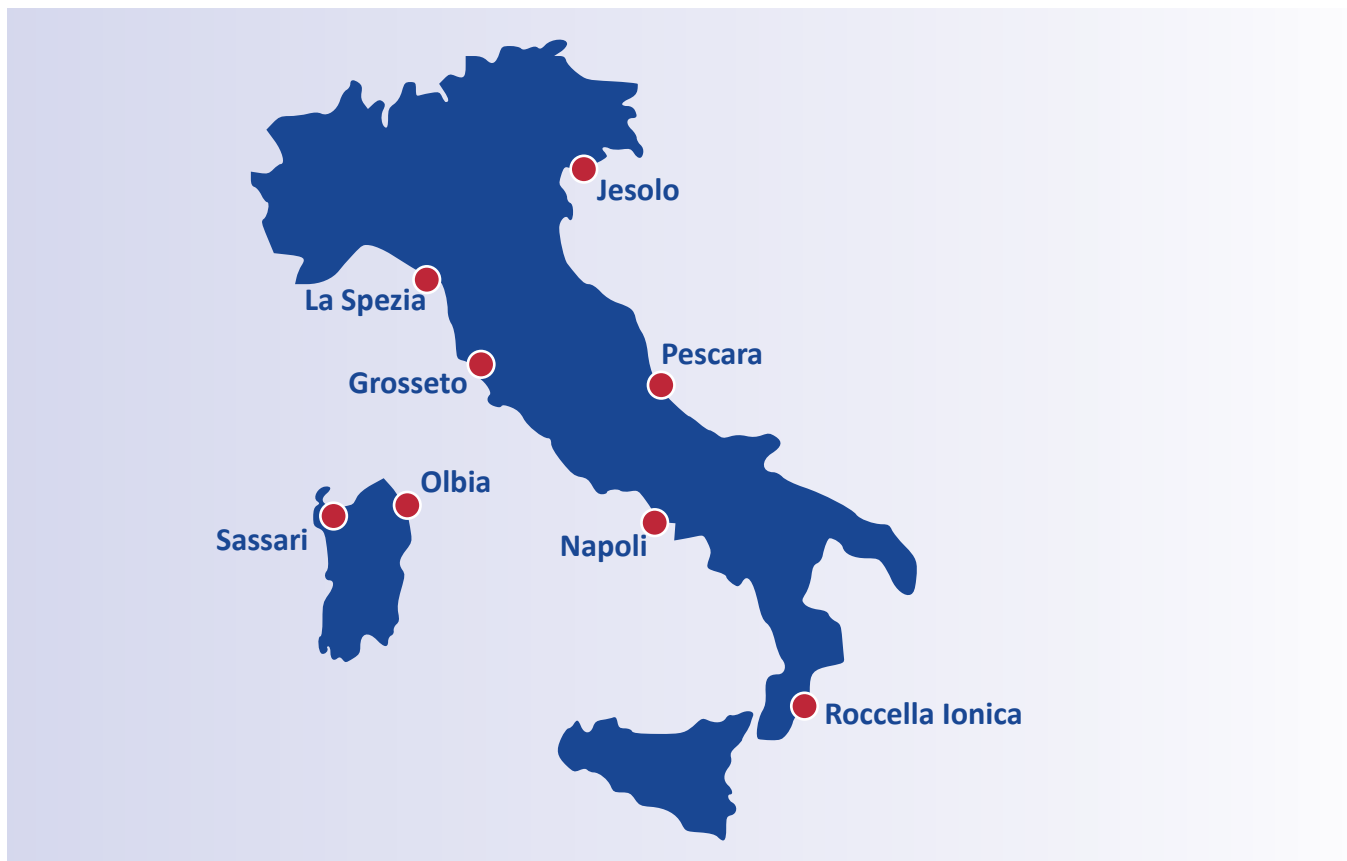 Jesolo
La Spezia
Pescara
Grosseto
Olbia
Sassari
Napoli
Roccella Ionica